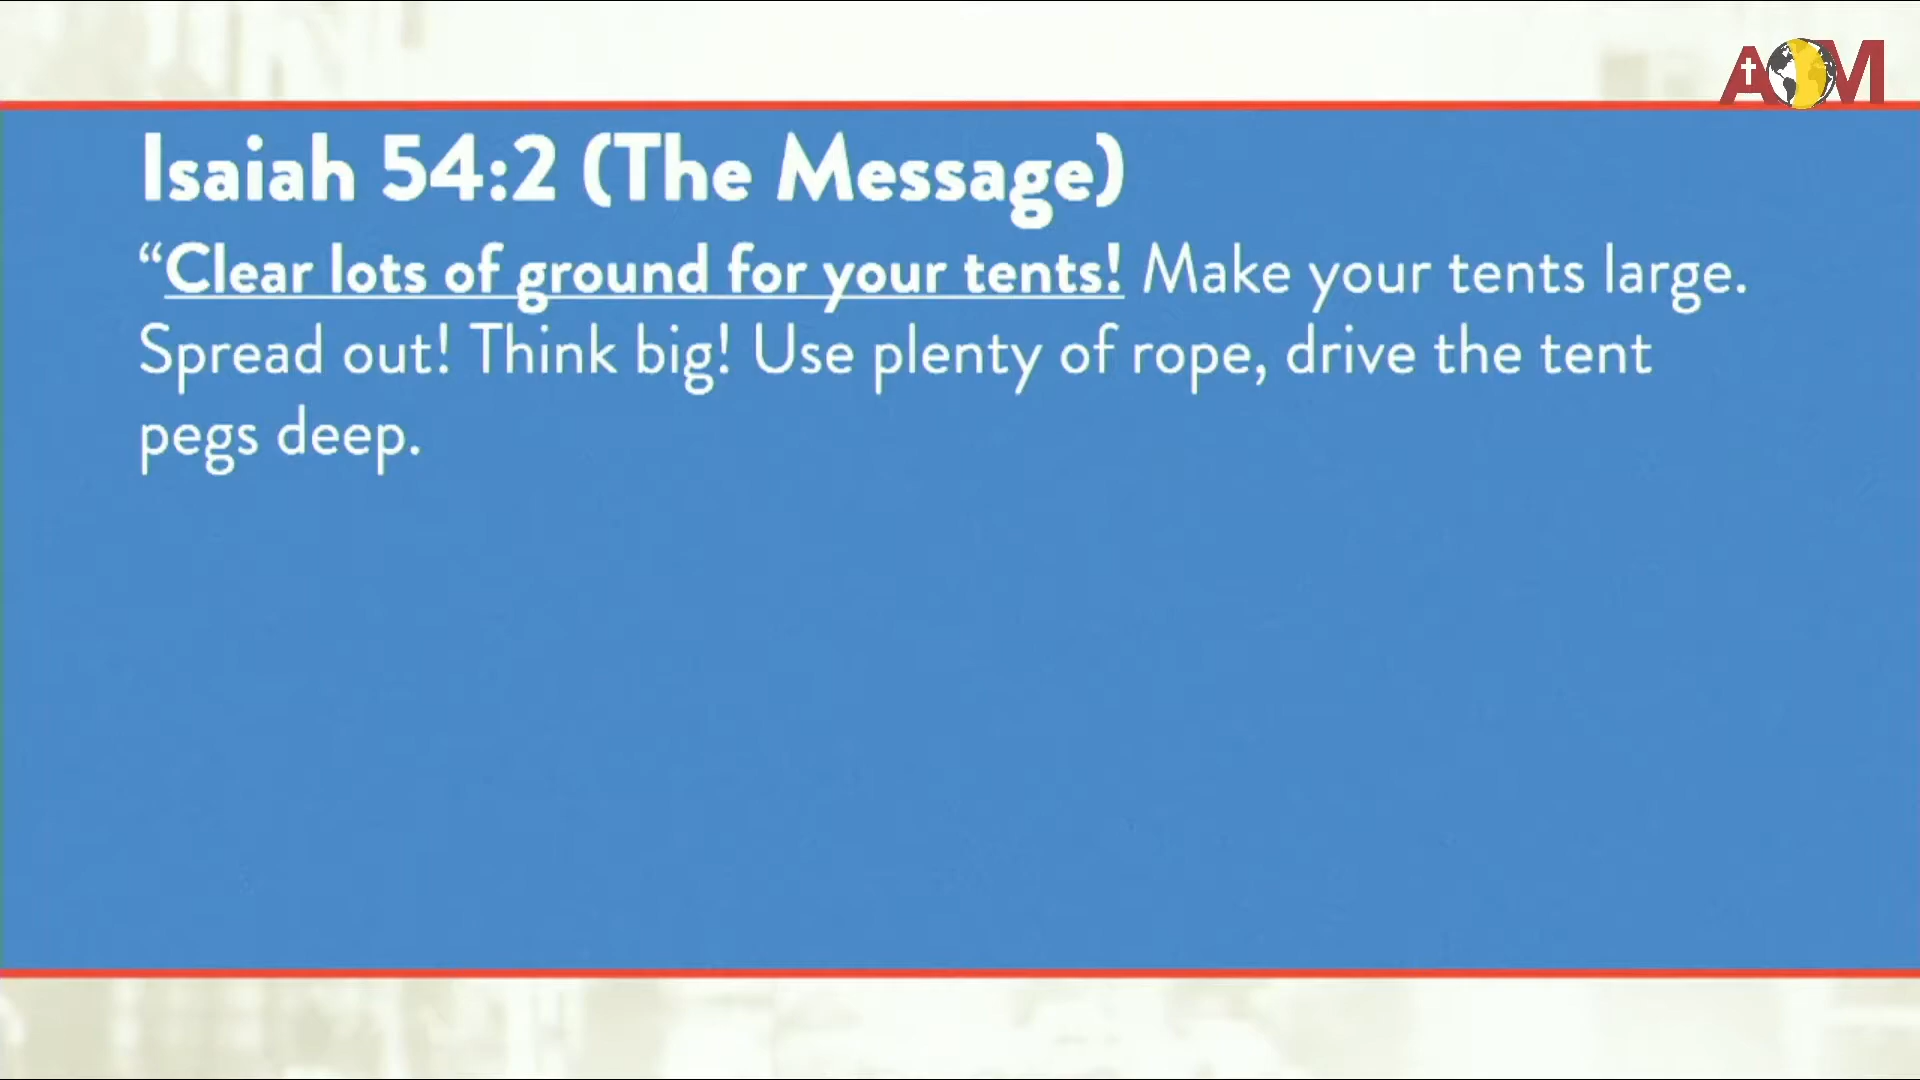 AOM
Isaiah 54:2 (The Message)
“Clear lots of ground for your tents! Make your tents large.
Spread out! Think big! Use plenty of rope, drive the tent
pegs deep.